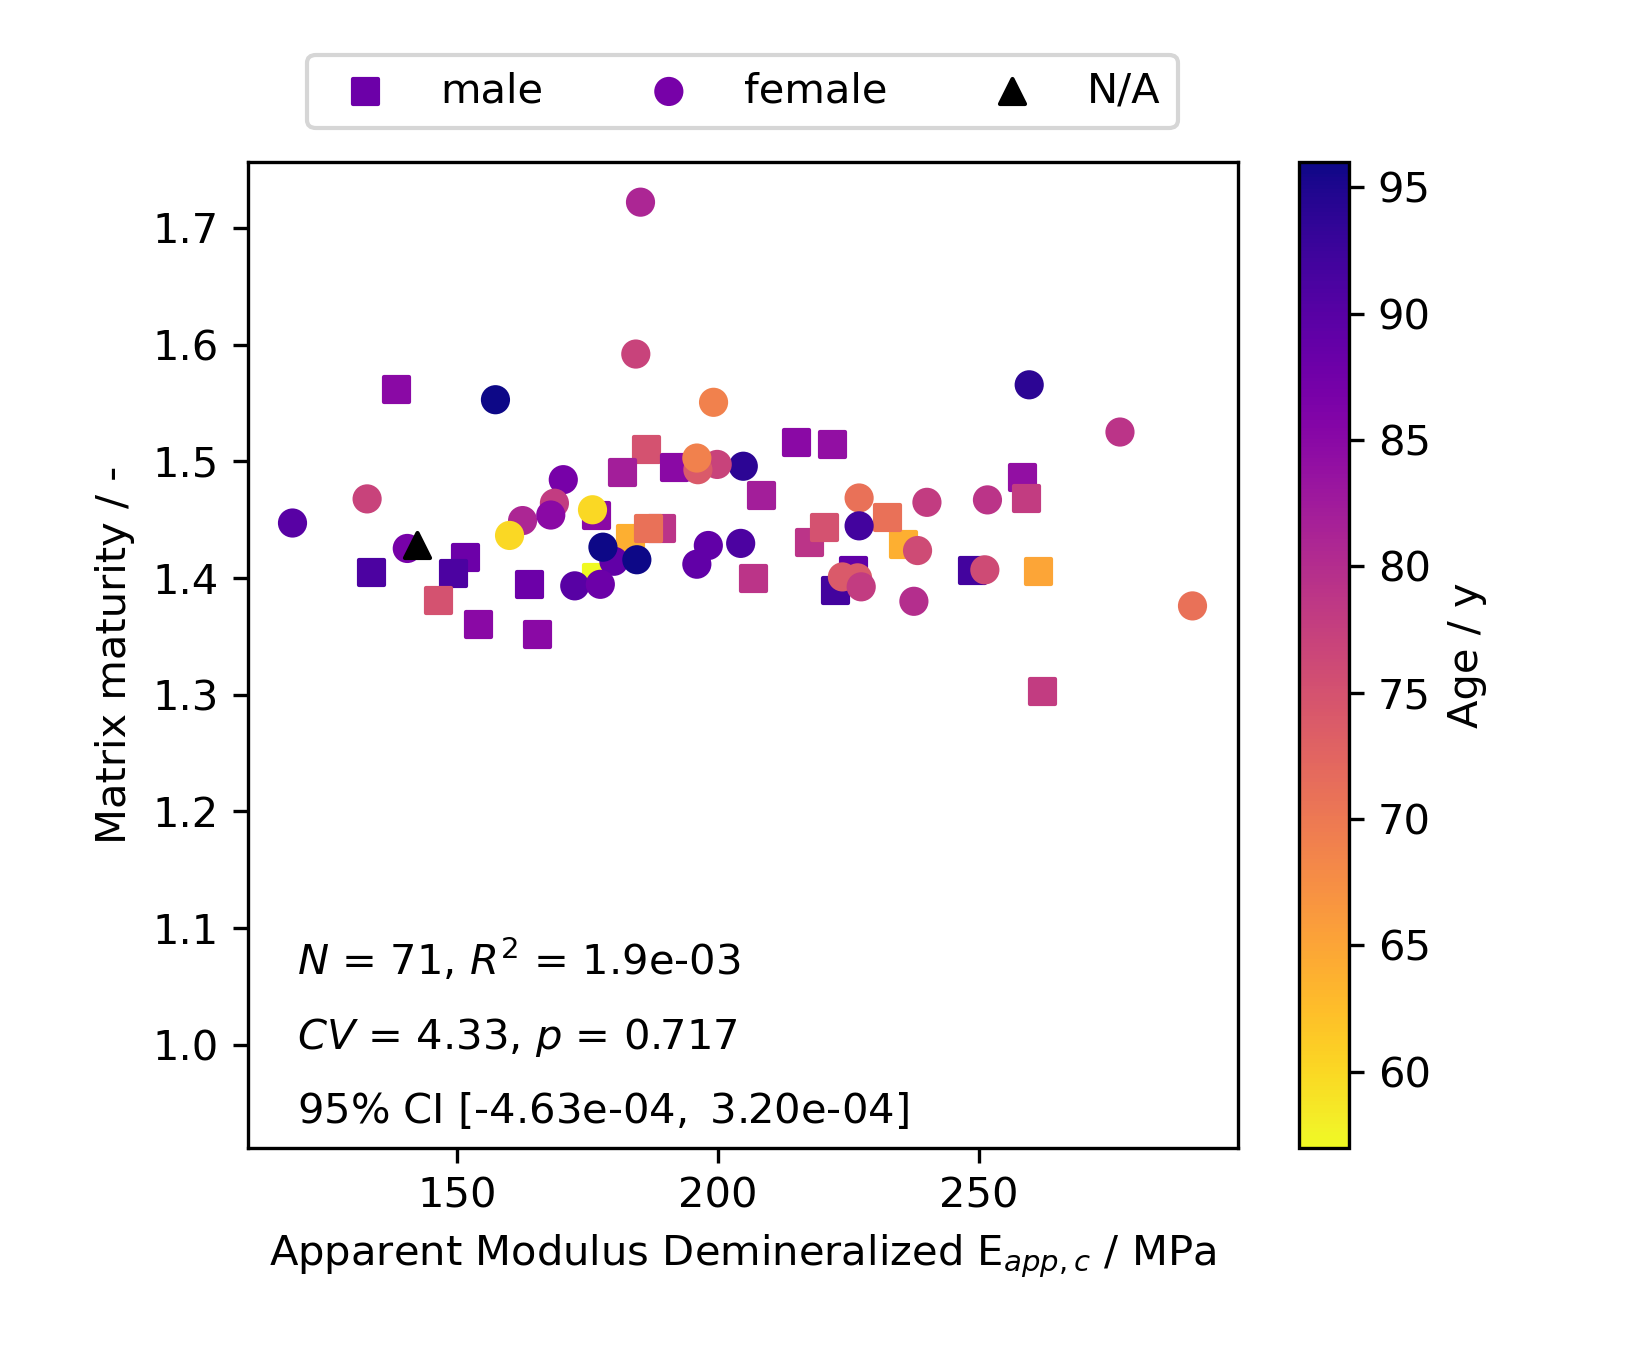 male female N/A
1.7
1.6
1.5
1.4
1.3
1.2
1.1
1.0
Matrix maturity / -
N = 71, R² = 1.9e-03
CV = 4.33, p = 0.717
95% CI [-4.63e-04, 3.20e-04]
150 200 250
Apparent Modulus Demineralized E_app,c / MPa
95
90
85
80
75
70
65
60
Age / y